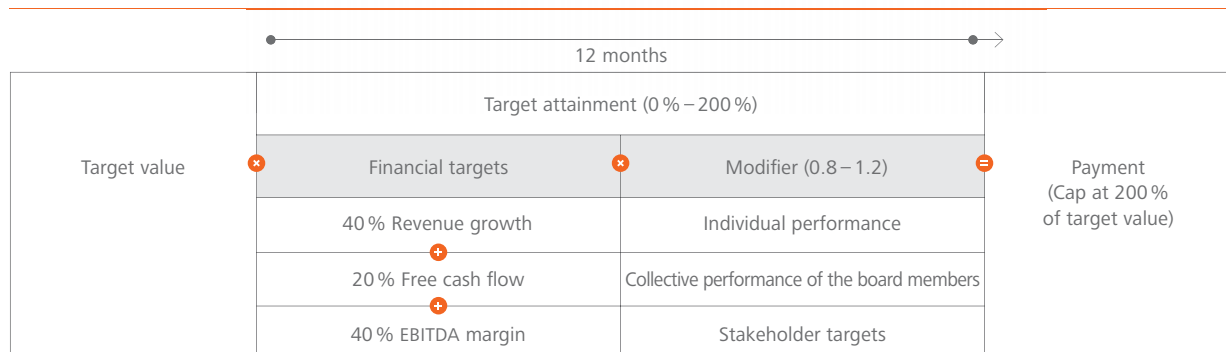 12 months
Target attainment (0 % – 200 %)
Target value
×
Financial targets
×
Modifier (0.8 – 1.2)
=
Payment
(Cap at 200 %
of target value)
40 % Revenue growth
Individual performance
+
20 % Free cash flow
Collective performance of the board members
+
40 % EBITDA margin
Stakeholder targets